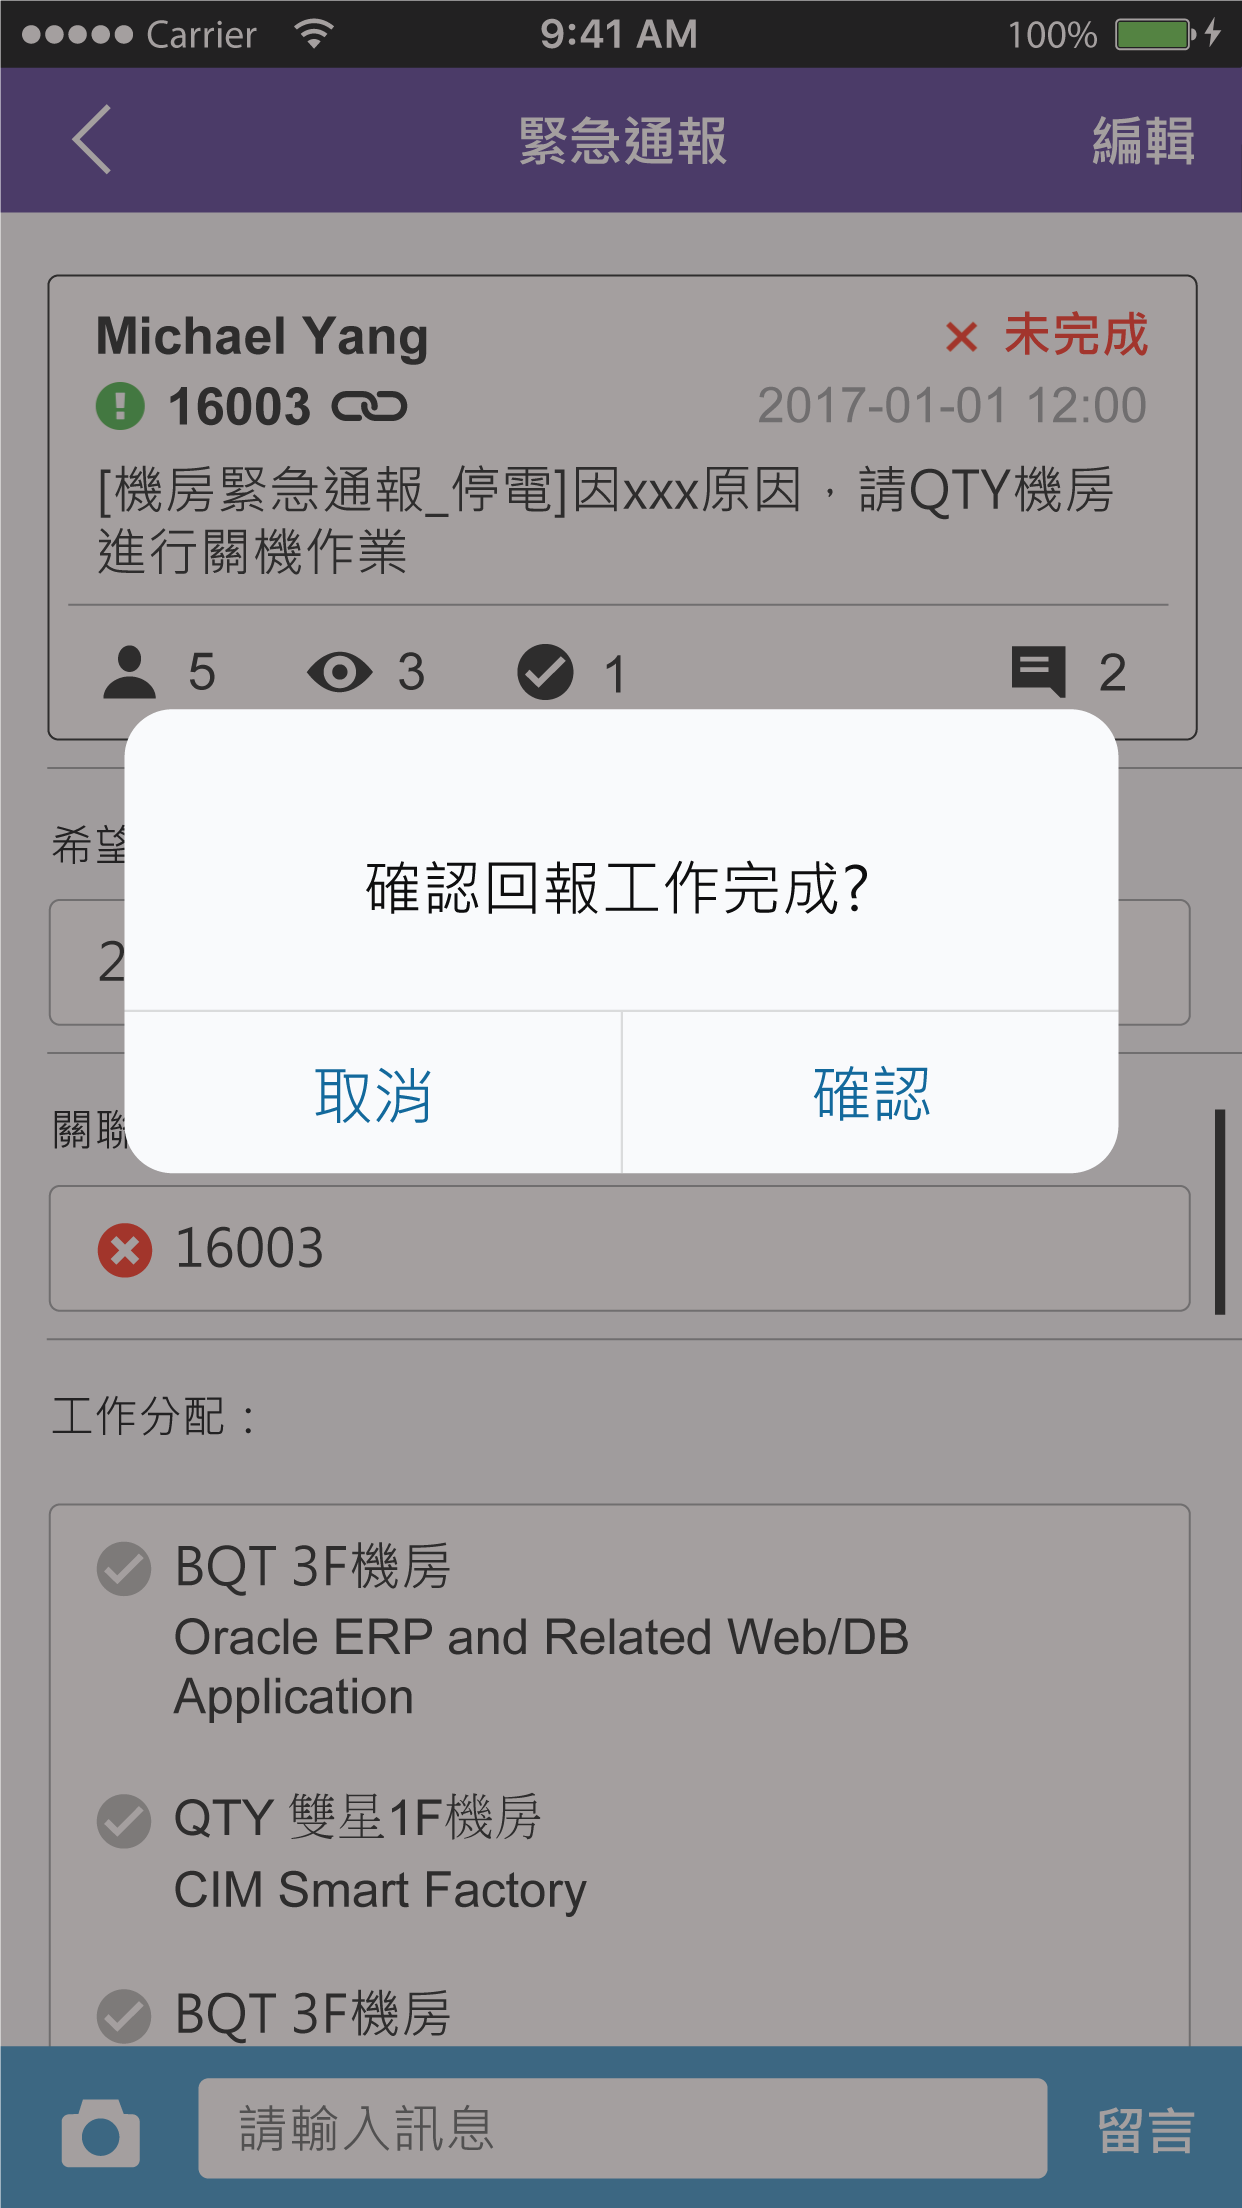 Carrier 9:41 AM 100%
緊急通報 編輯
Michael Yang × 未完成
16003 2017-01-01 12:00
[機房緊急通報_停電]因xxx原因，請QTY機房
進行關機作業
5 3 1 2
希望
確認回報工作完成?
2
取消 確認
關聯
16003
工作分配：
BQT 3F機房
Oracle ERP and Related Web/DB
Application
QTY 雙星1F機房
CIM Smart Factory
BQT 3F機房
請輸入訊息 留言